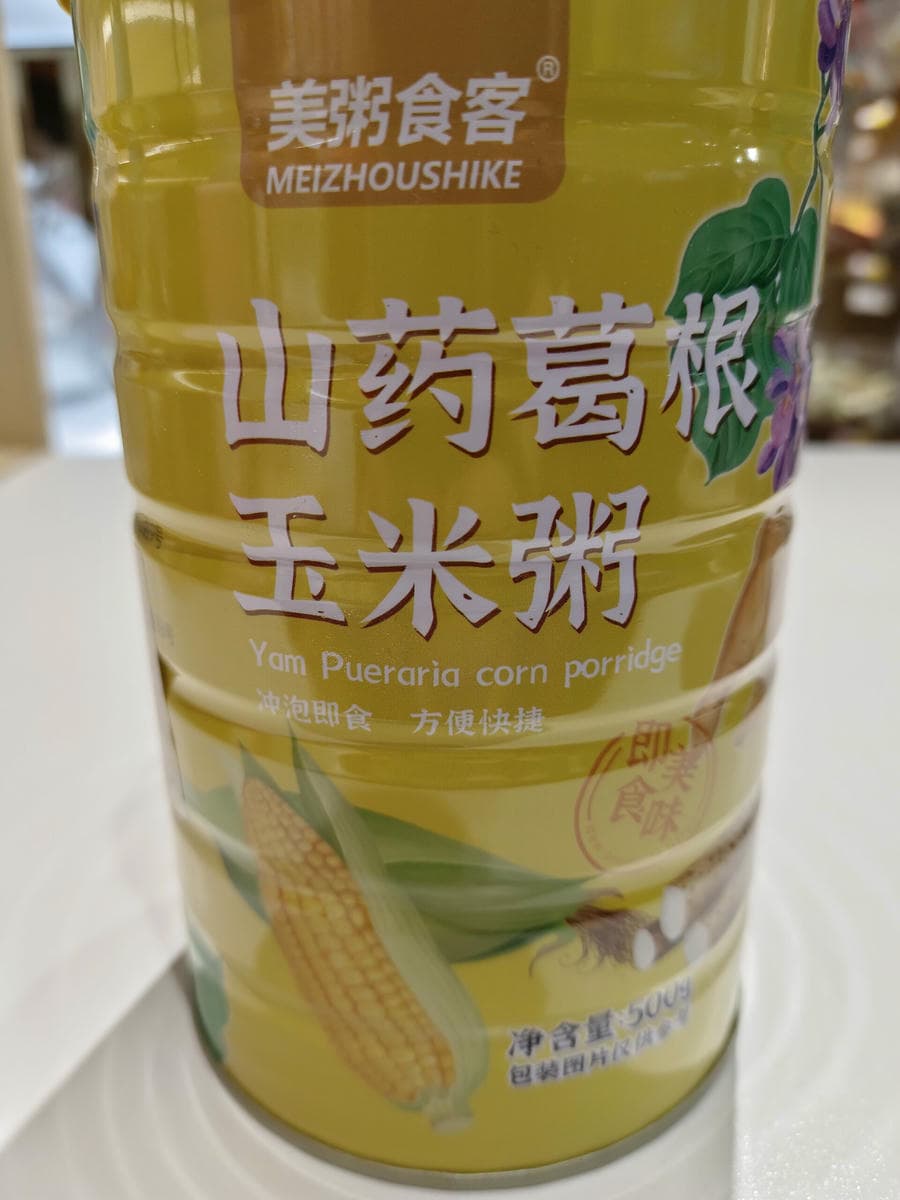 美粥食客®
MEIZHOUSHIKE
山药葛根
玉米粥
Yam Pueraria corn porridge
冲泡即食 方便快捷
美味
即食
净含量:500g
包装图片仅供参考